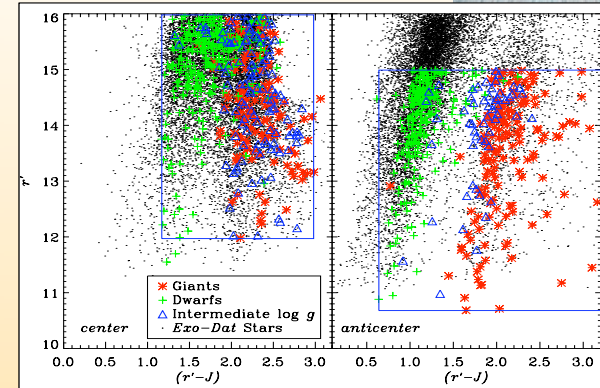 16
15
14
13
12
11
10
r'
Giants
Dwarfs
Intermediate log g
Exo-Dat Stars
center
anticenter
0.0 0.5 1.0 1.5 2.0 2.5 3.0
0.5 1.0 1.5 2.0 2.5 3.0
(r'-J)
(r'-J)